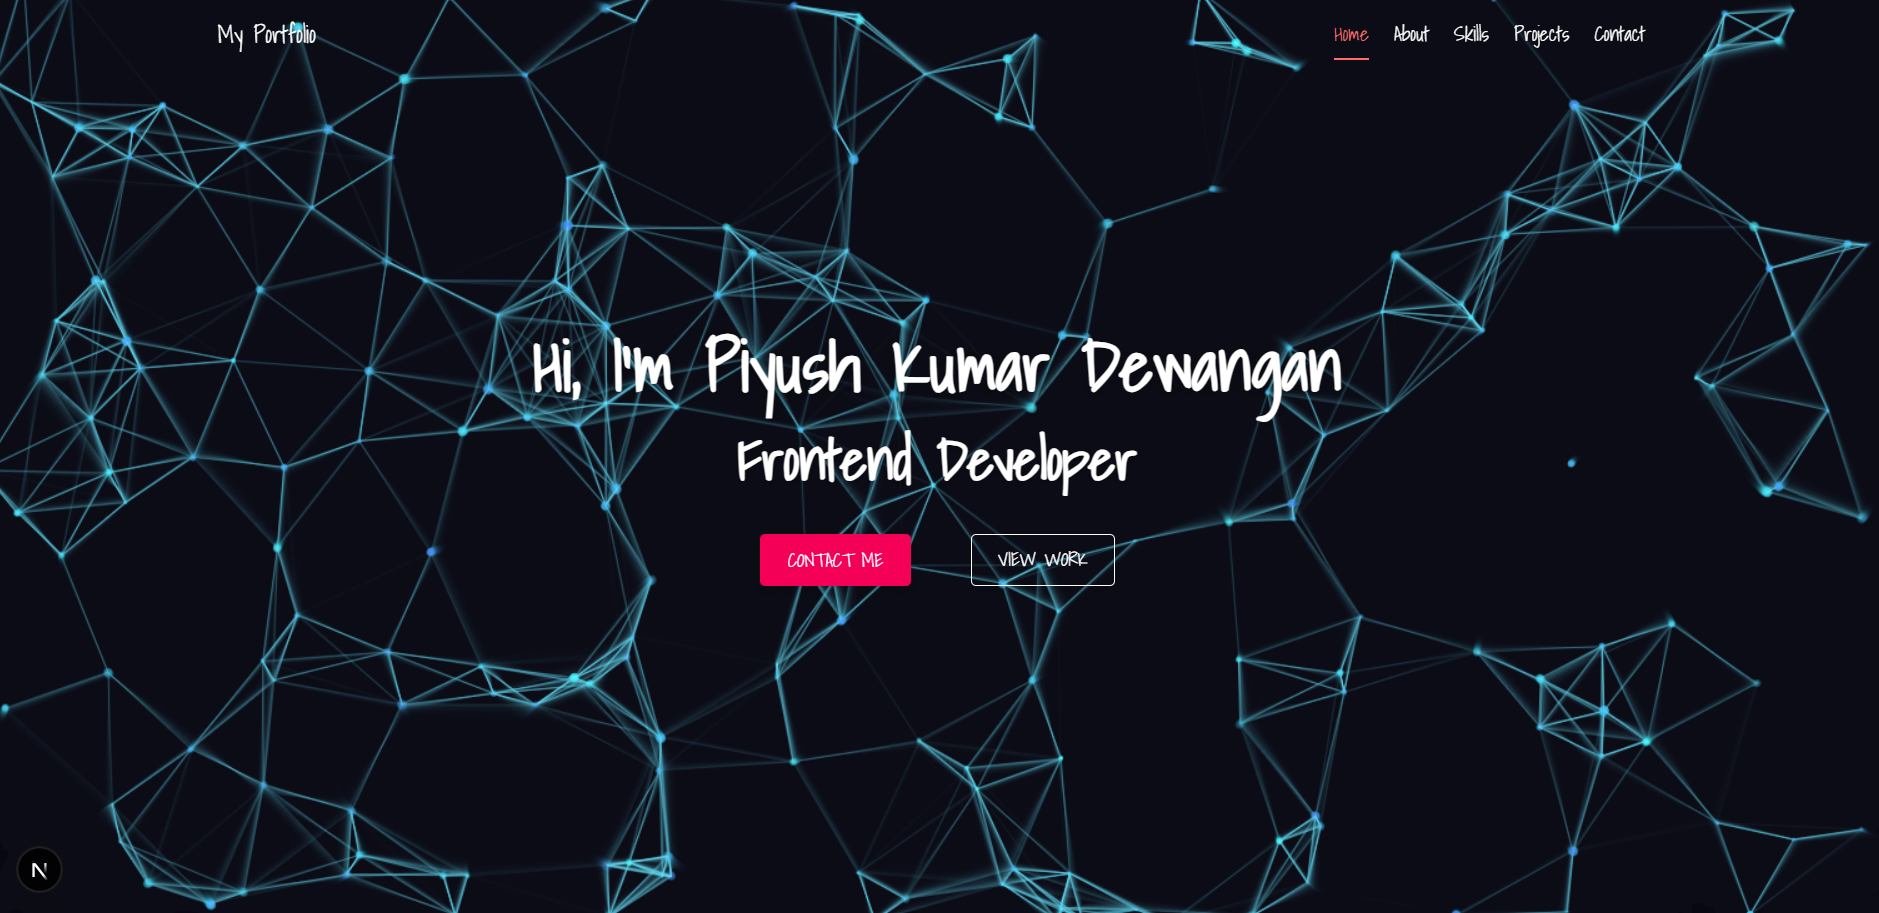 My Portfolio
Home About Skills Projects Contact
Hi, I'm Piyush Kumar Dewangan
Frontend Developer
CONTACT ME
VIEW WORK
N